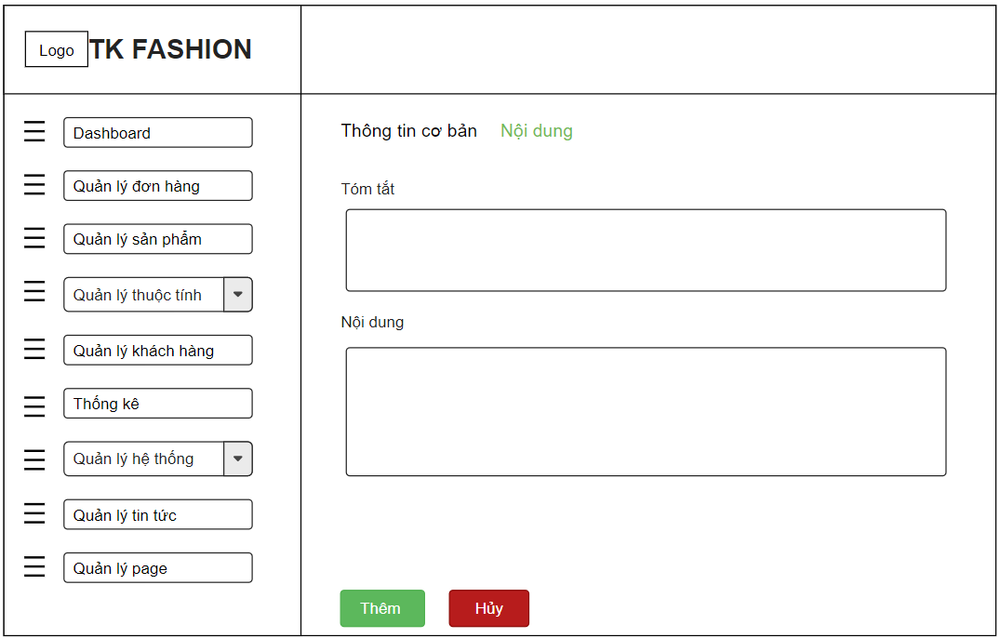 Logo
TK FASHION
Dashboard
Quản lý đơn hàng
Quản lý sản phẩm
Quản lý thuộc tính
Quản lý khách hàng
Thống kê
Quản lý hệ thống
Quản lý tin tức
Quản lý page
Thông tin cơ bản Nội dung
Tóm tắt
Nội dung
Thêm Hủy